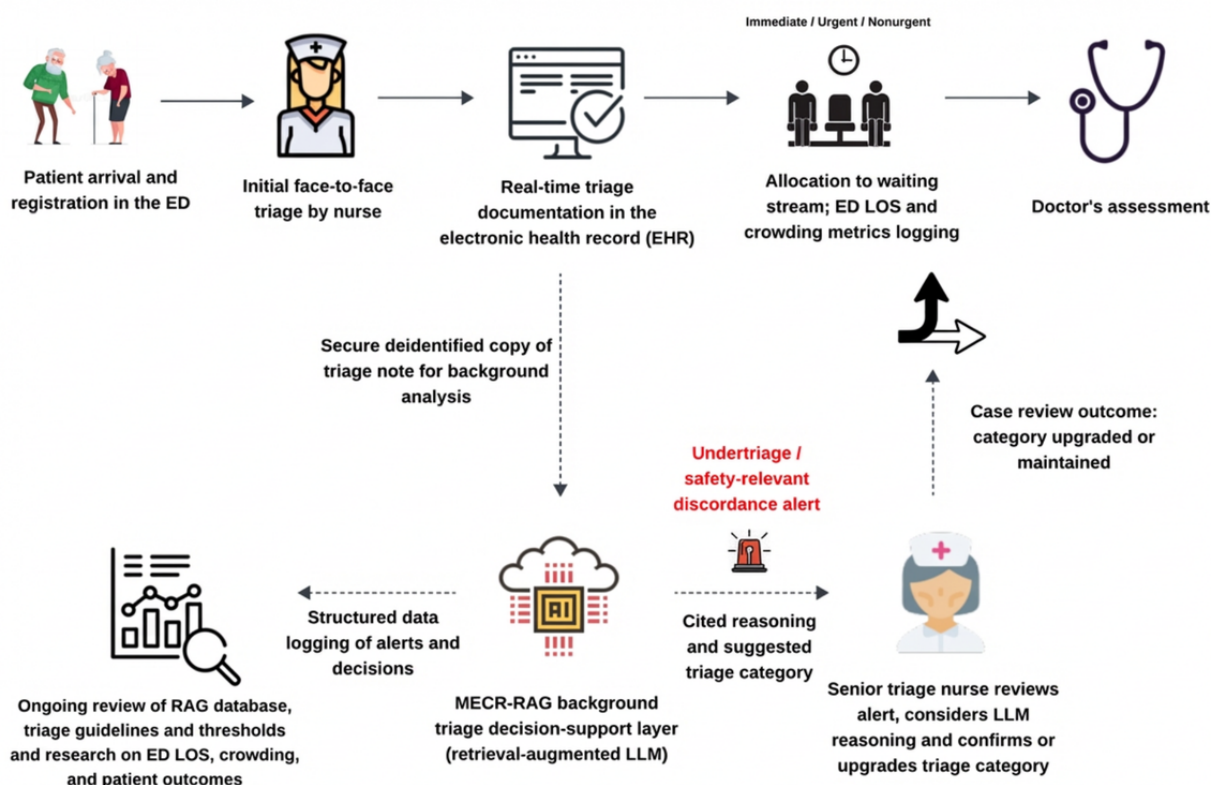 Immediate / Urgent / Nonurgent
Patient arrival and
registration in the ED
Initial face-to-face
triage by nurse
Real-time triage
documentation in the
electronic health record (EHR)
Allocation to waiting
stream; ED LOS and
crowding metrics logging
Doctor's assessment
Secure deidentified copy of
triage note for background
analysis
Case review outcome:
category upgraded or
maintained
Undertriage /
safety-relevant
discordance alert
AI
Structured data
logging of alerts and
decisions
Cited reasoning
and suggested
triage category
Ongoing review of RAG database,
triage guidelines and thresholds
and research on ED LOS, crowding,
and patient outcomes
MECR-RAG background
triage decision-support layer
(retrieval-augmented LLM)
Senior triage nurse reviews
alert, considers LLM
reasoning and confirms or
upgrades triage category